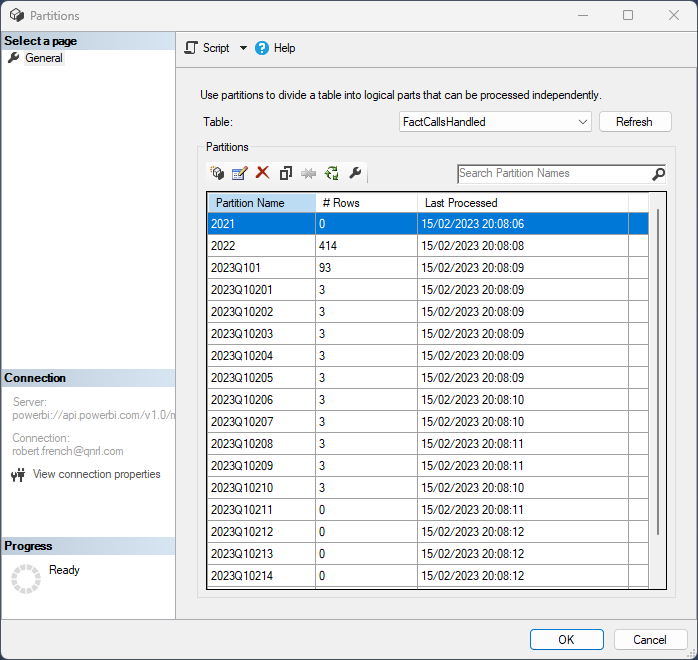 Partitions
Select a page
General
Script
Help
Use partitions to divide a table into logical parts that can be processed independently.
Table:
FactCallsHandled
Refresh
Partitions
Search Partition Names
Partition Name # Rows Last Processed
2021 0 15/02/2023 20:08:06
2022 414 15/02/2023 20:08:08
2023Q101 93 15/02/2023 20:08:09
2023Q10201 3 15/02/2023 20:08:09
2023Q10202 3 15/02/2023 20:08:09
2023Q10203 3 15/02/2023 20:08:09
2023Q10204 3 15/02/2023 20:08:09
2023Q10205 3 15/02/2023 20:08:09
2023Q10206 3 15/02/2023 20:08:10
2023Q10207 3 15/02/2023 20:08:10
2023Q10208 3 15/02/2023 20:08:11
2023Q10209 3 15/02/2023 20:08:11
2023Q10210 3 15/02/2023 20:08:10
2023Q10211 0 15/02/2023 20:08:11
2023Q10212 0 15/02/2023 20:08:12
2023Q10213 0 15/02/2023 20:08:12
2023Q10214 0 15/02/2023 20:08:12
Connection
Server:
powerbi://api.powerbi.com/v1.0/m
Connection:
robert.french@qnrl.com
View connection properties
Progress
Ready
OK
Cancel